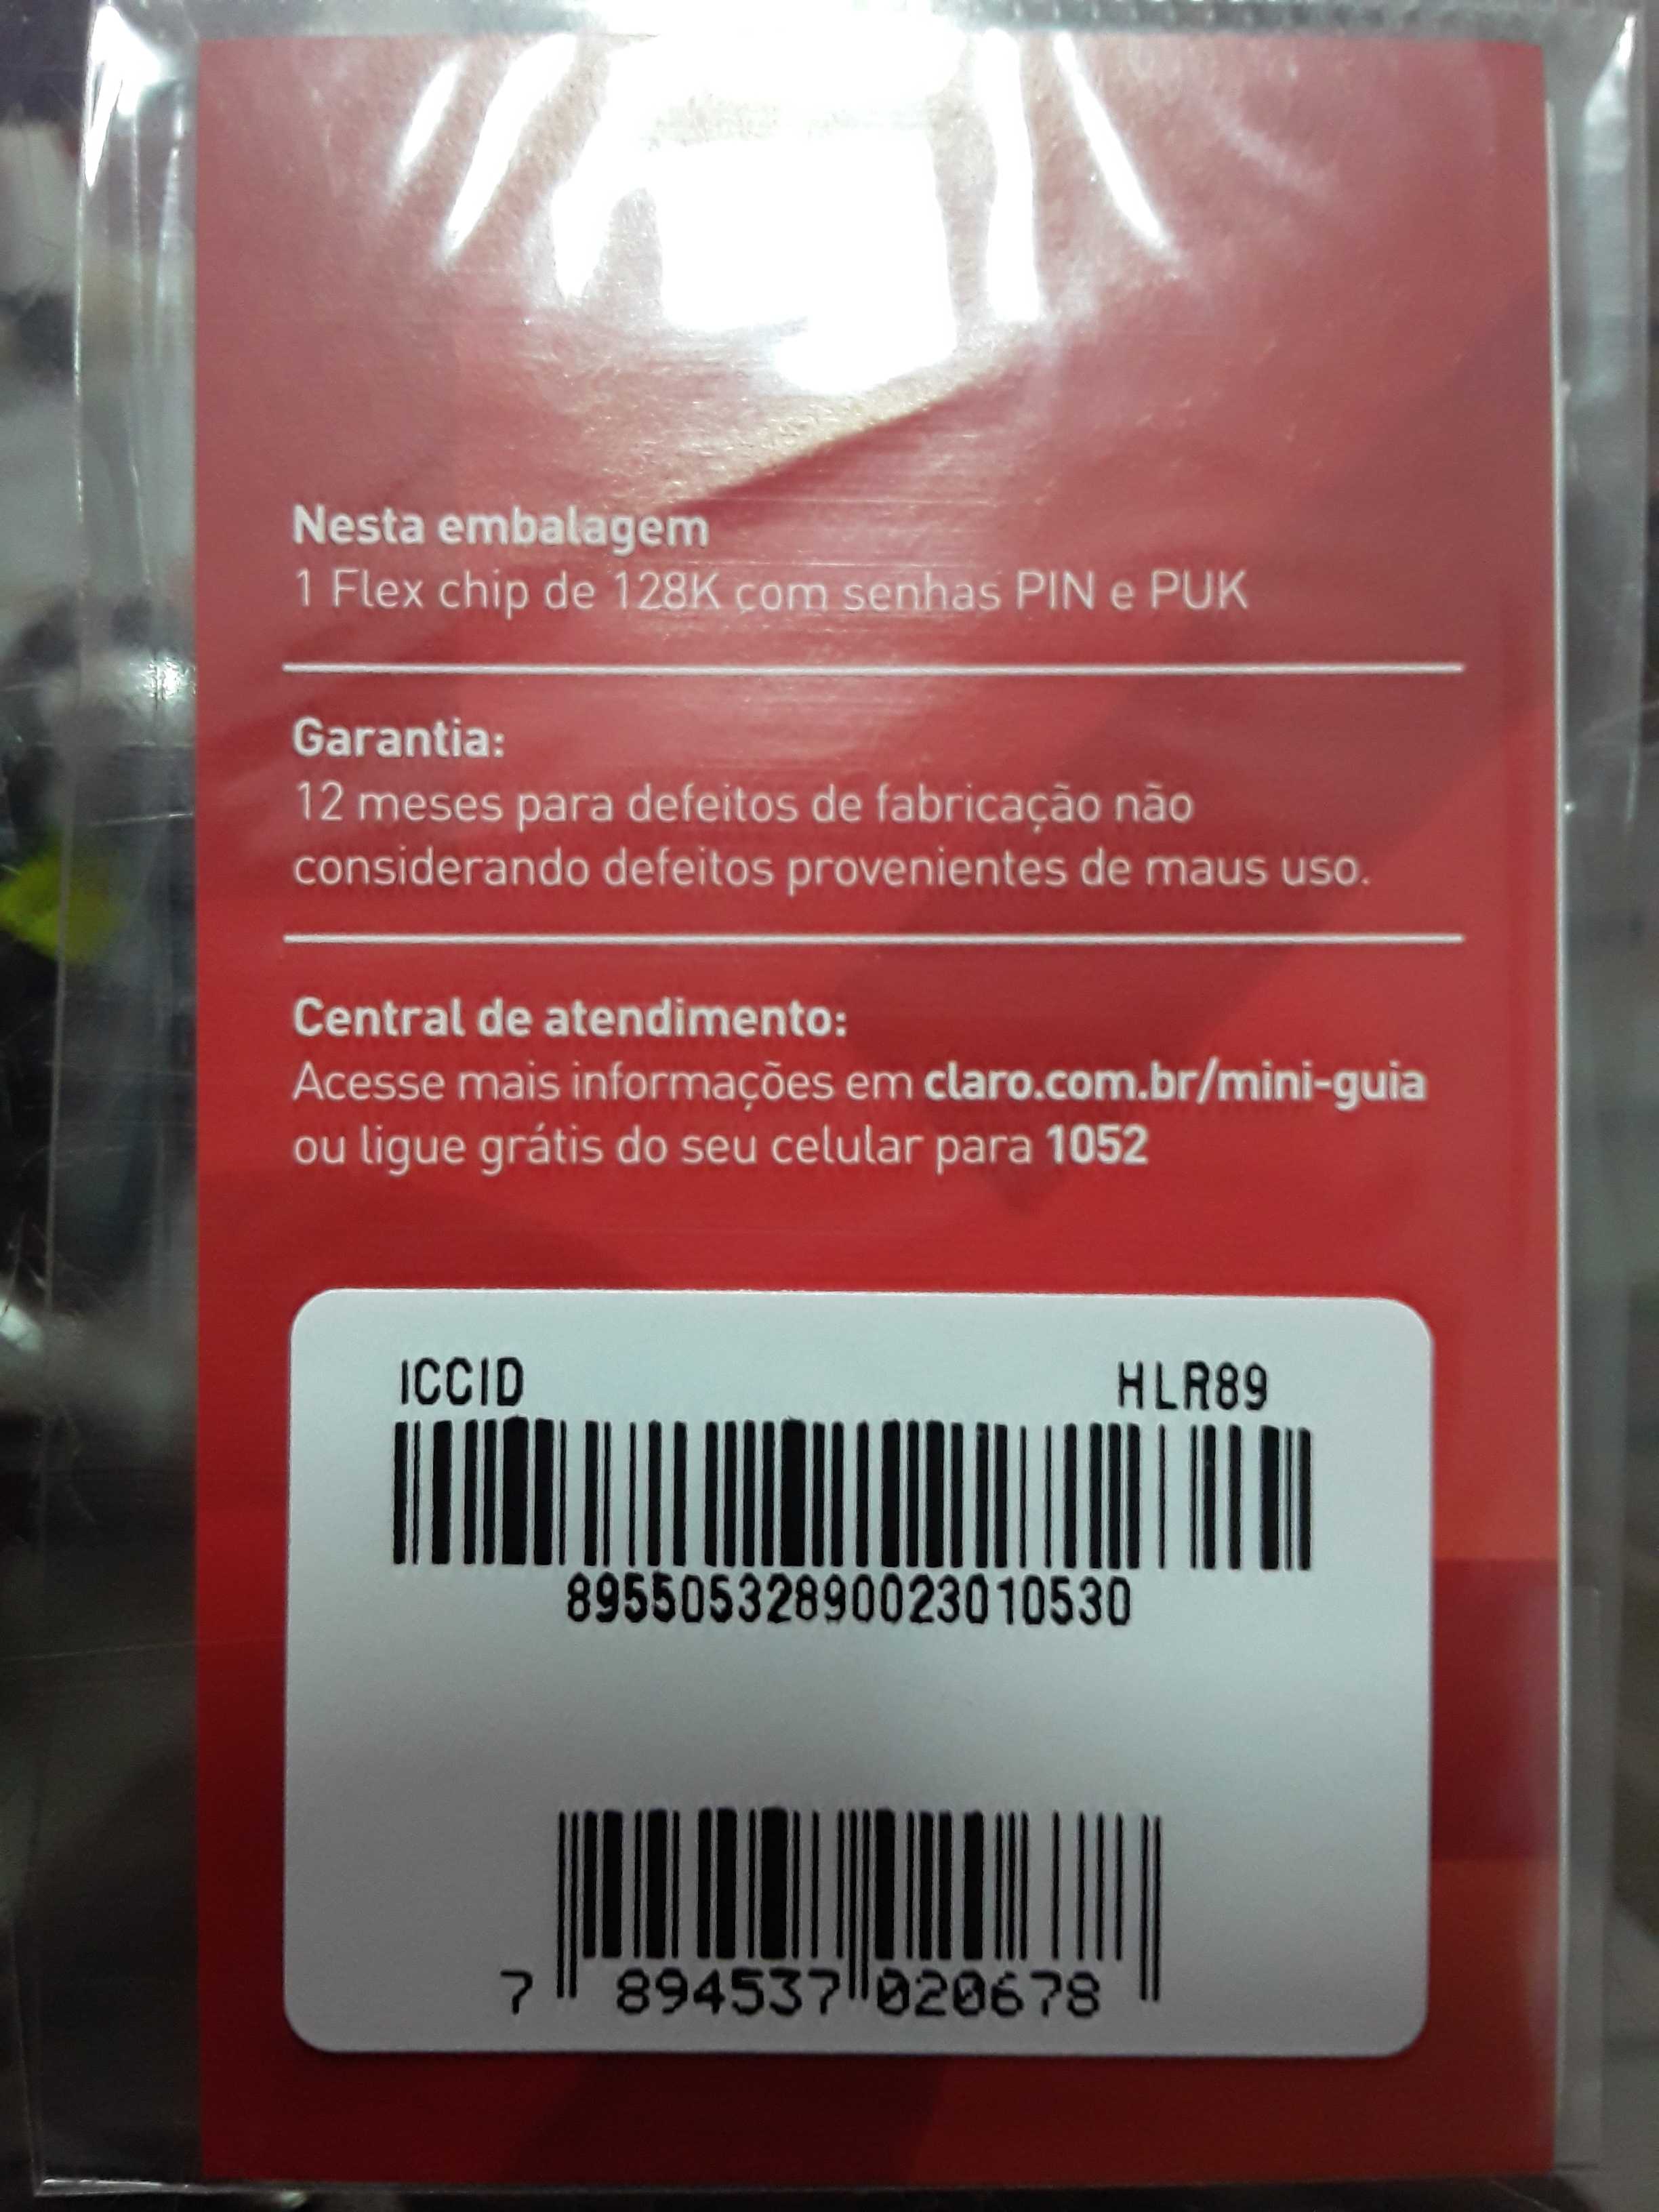 Nesta embalagem
1 Flex chip de 128K com senhas PIN e PUK
Garantia:
12 meses para defeitos de fabricação não
considerando defeitos provenientes de maus uso.
Central de atendimento:
Acesse mais informações em claro.com.br/mini-guia
ou ligue grátis do seu celular para 1052
ICCID HLR89
89550532890023010530
7 894537 020678